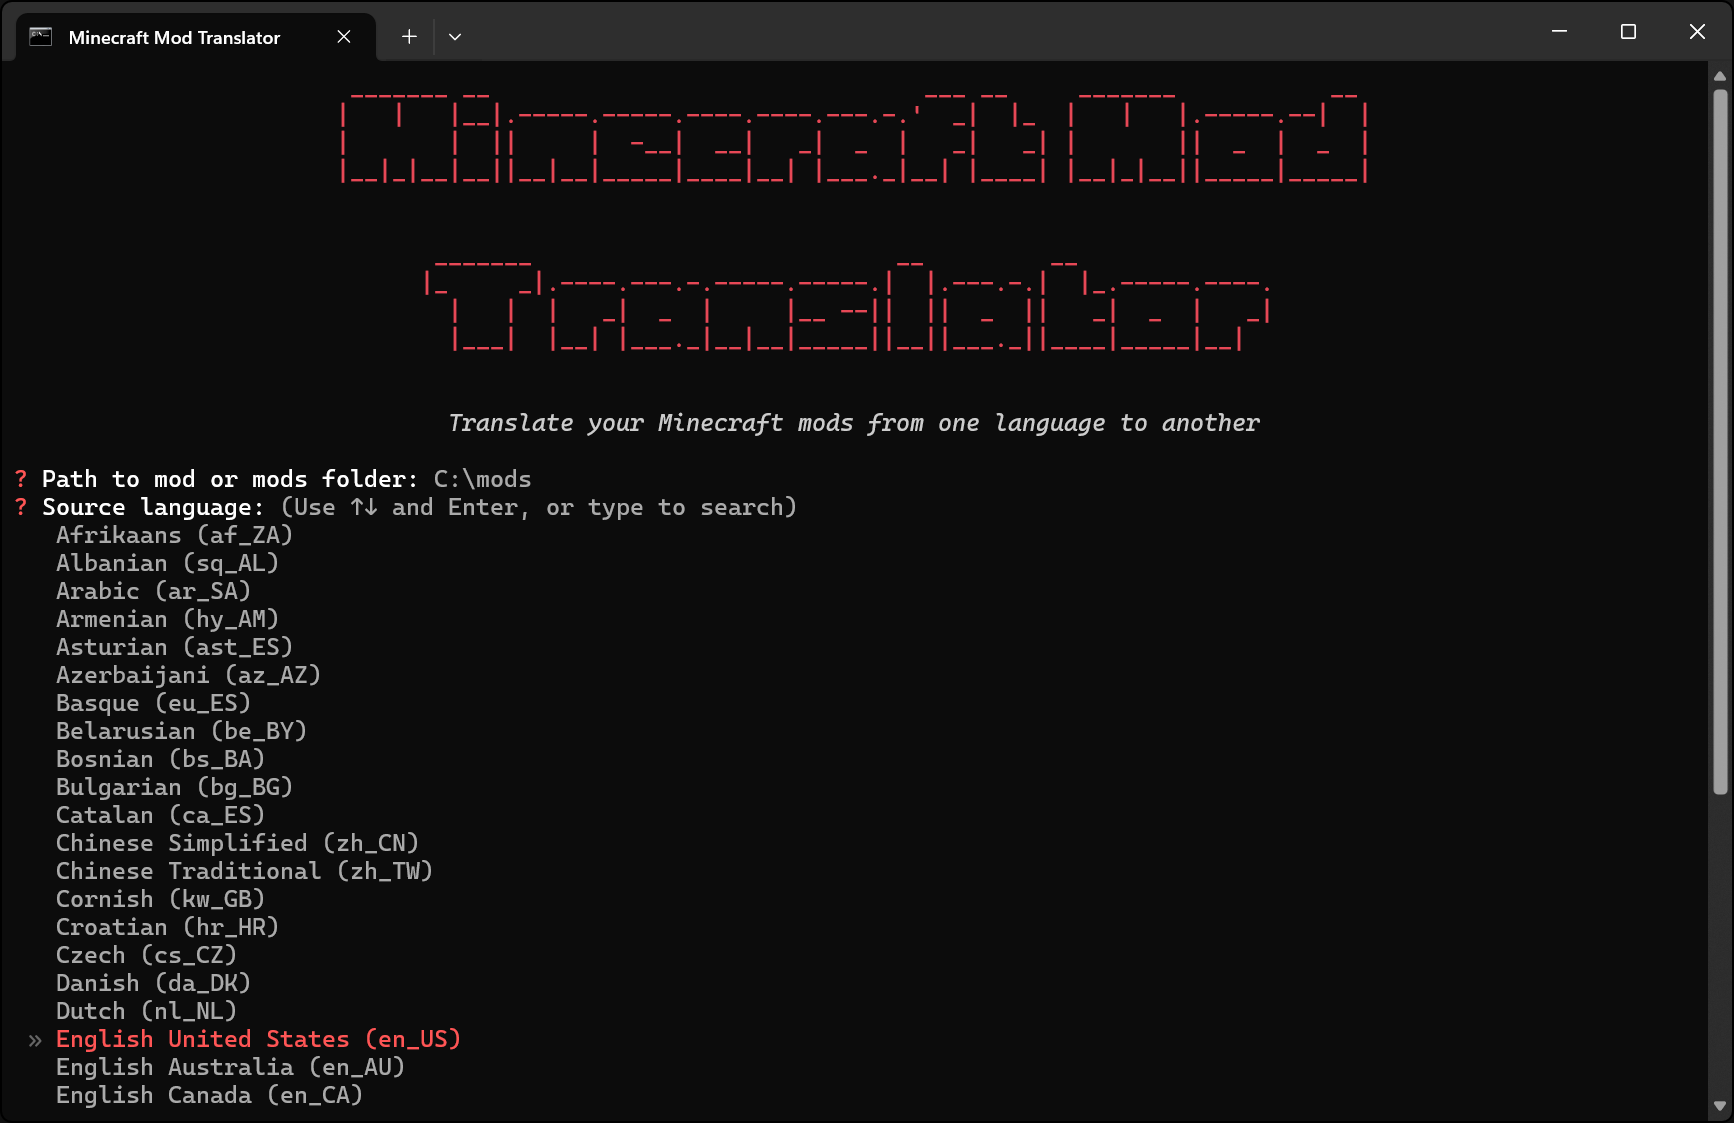 Minecraft Mod Translator
Minecraft Mod
Translator
Translate your Minecraft mods from one language to another
? Path to mod or mods folder: C:\mods
? Source language: (Use ↑↓ and Enter, or type to search)
Afrikaans (af_ZA)
Albanian (sq_AL)
Arabic (ar_SA)
Armenian (hy_AM)
Asturian (ast_ES)
Azerbaijani (az_AZ)
Basque (eu_ES)
Belarusian (be_BY)
Bosnian (bs_BA)
Bulgarian (bg_BG)
Catalan (ca_ES)
Chinese Simplified (zh_CN)
Chinese Traditional (zh_TW)
Cornish (kw_GB)
Croatian (hr_HR)
Czech (cs_CZ)
Danish (da_DK)
Dutch (nl_NL)
» English United States (en_US)
English Australia (en_AU)
English Canada (en_CA)